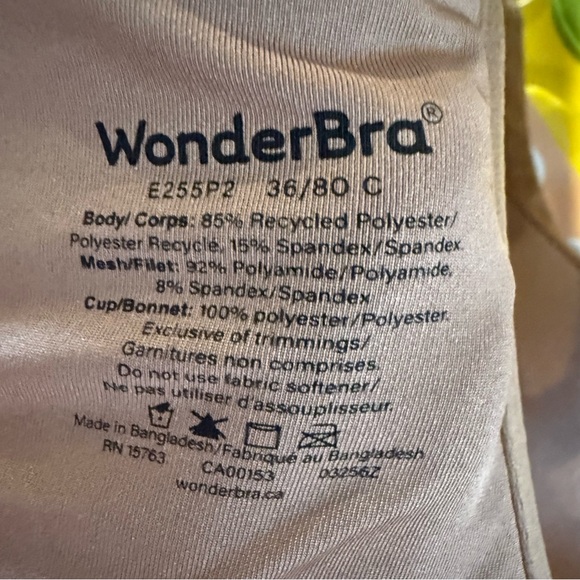 WonderBra®
E255P2 36/80 C
Body/Corps: 85% Recycled Polyester/
Polyester Recyclé, 15% Spandex/Spandex.
Mesh/Filet: 92% Polyamide/Polyamide,
8% Spandex/Spandex
Cup/Bonnet: 100% polyester/Polyester.
Exclusive of trimmings/
Garnitures non comprises.
Do not use fabric softener/
Ne pas utiliser d'assouplisseur.
Made in Bangladesh/Fabriqué au Bangladesh
RN 15763 CA00153 03256Z
wonderbra.ca